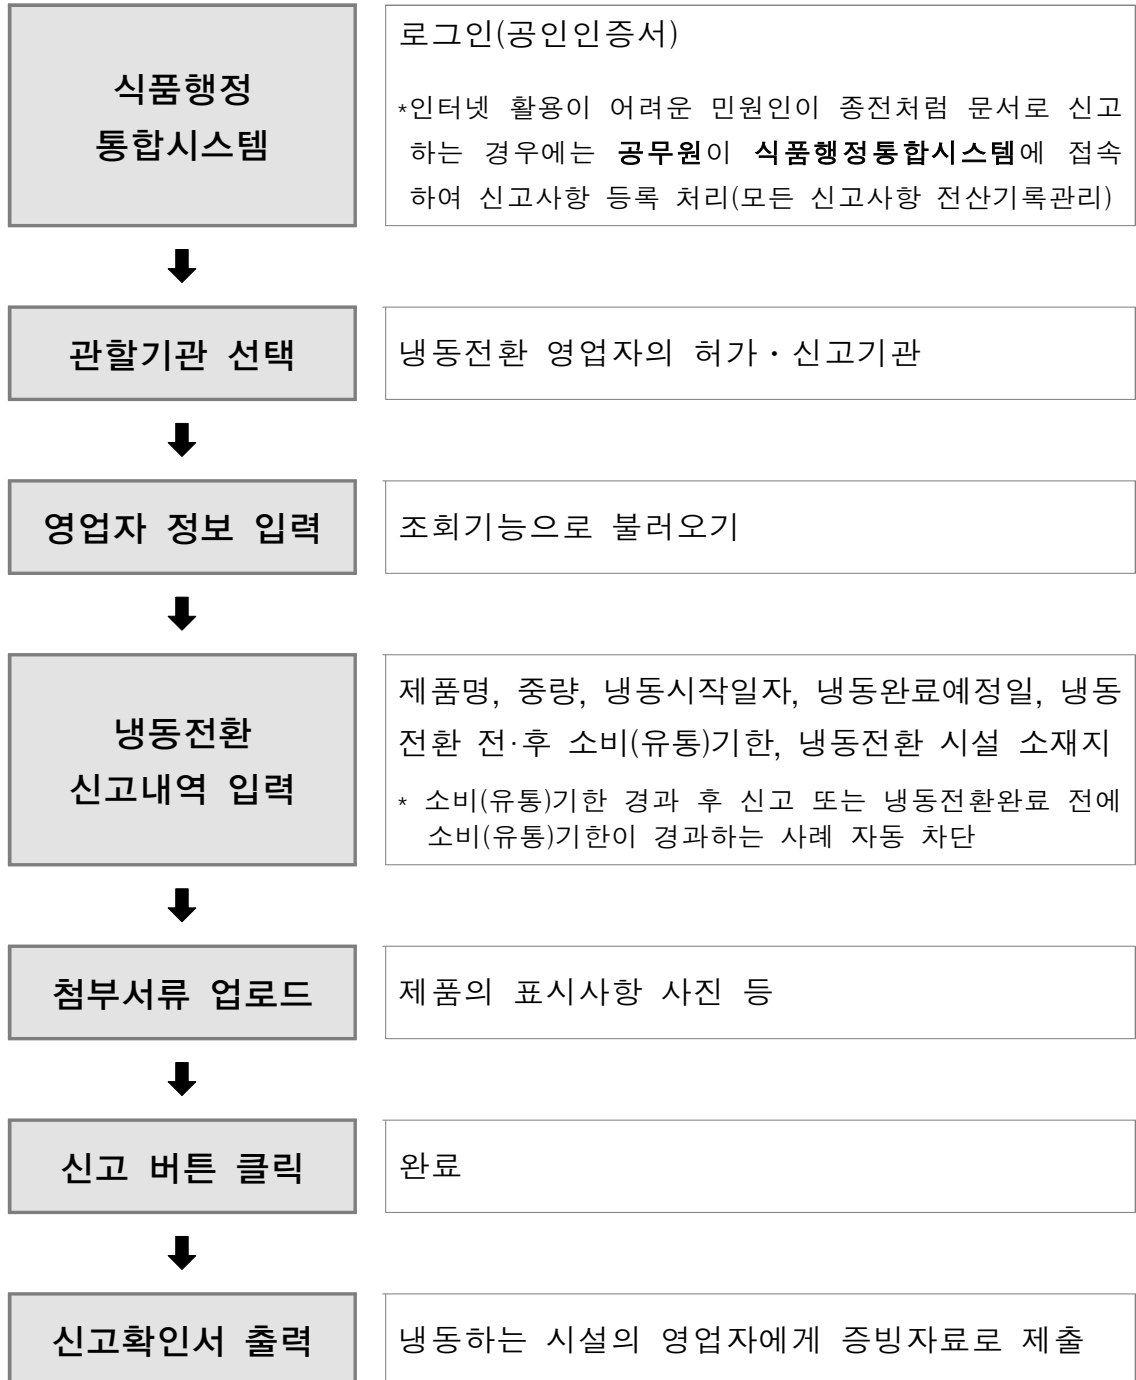 식품행정
통합시스템
로그인(공인인증서)
*인터넷 활용이 어려운 민원인이 종전처럼 문서로 신고
하는 경우에는 공무원이 식품행정통합시스템에 접속
하여 신고사항 등록 처리(모든 신고사항 전산기록관리)
관할기관 선택
냉동전환 영업자의 허가・신고기관
영업자 정보 입력
조회기능으로 불러오기
냉동전환
신고내역 입력
제품명, 중량, 냉동시작일자, 냉동완료예정일, 냉동
전환 전·후 소비(유통)기한, 냉동전환 시설 소재지
* 소비(유통)기한 경과 후 신고 또는 냉동전환완료 전에
소비(유통)기한이 경과하는 사례 자동 차단
첨부서류 업로드
제품의 표시사항 사진 등
신고 버튼 클릭
완료
신고확인서 출력
냉동하는 시설의 영업자에게 증빙자료로 제출